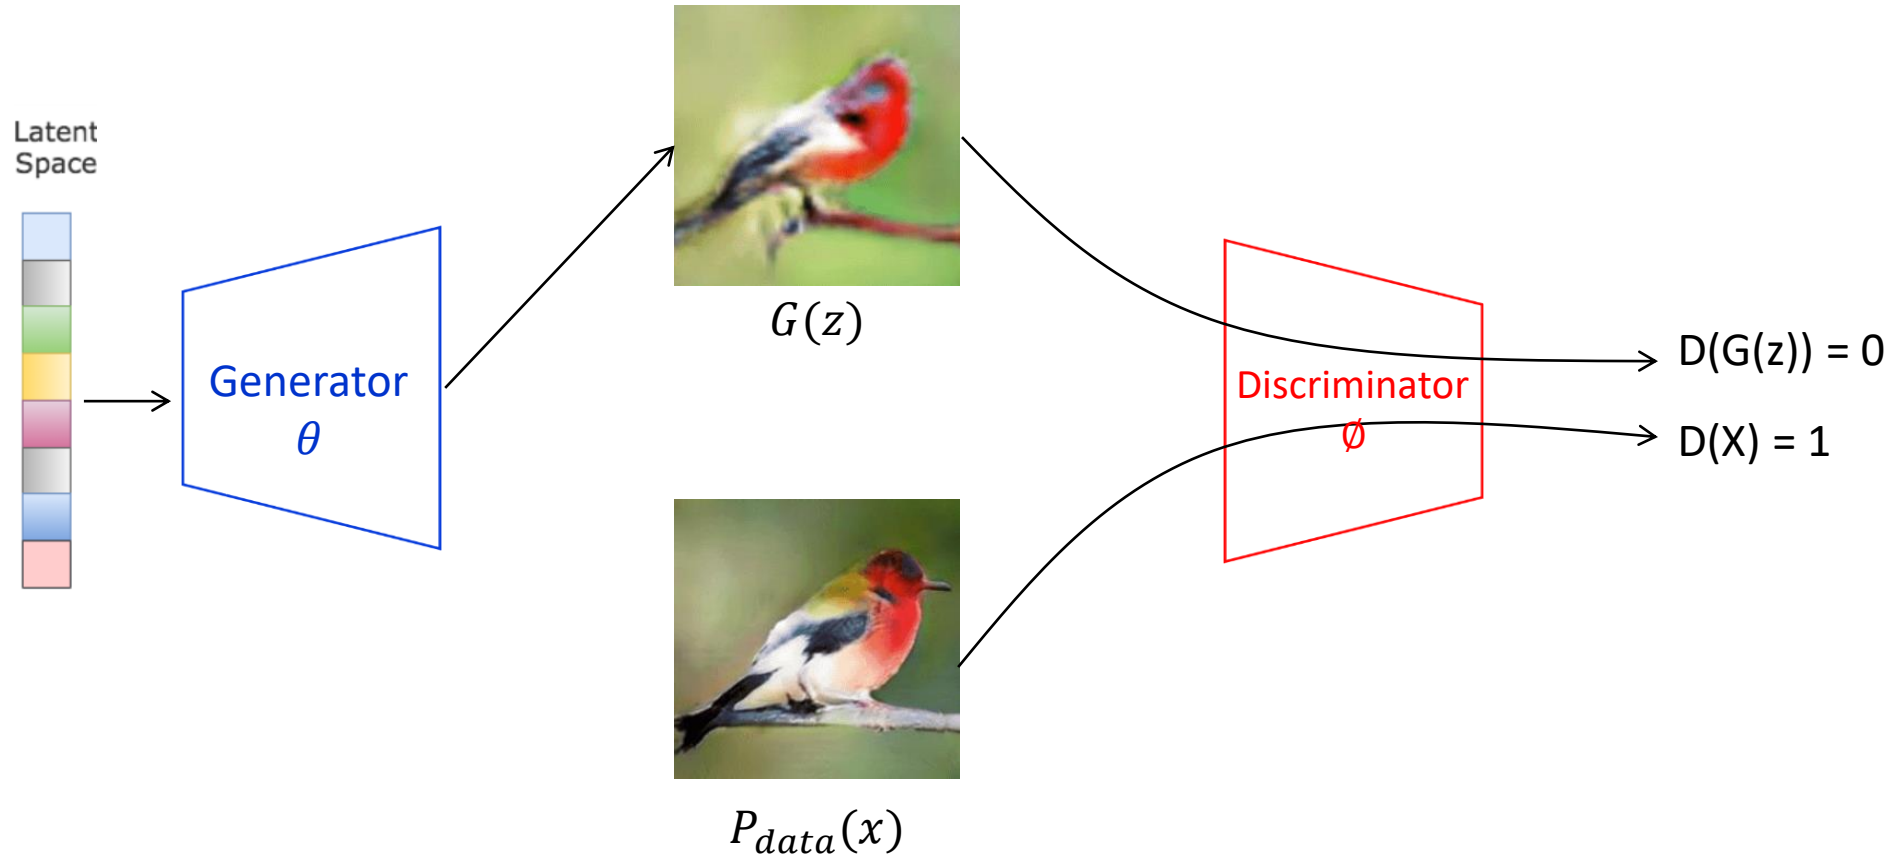 Latent
Space
Generator
θ
G(z)
P_data(x)
Discriminator
∅
D(G(z)) = 0
D(X) = 1